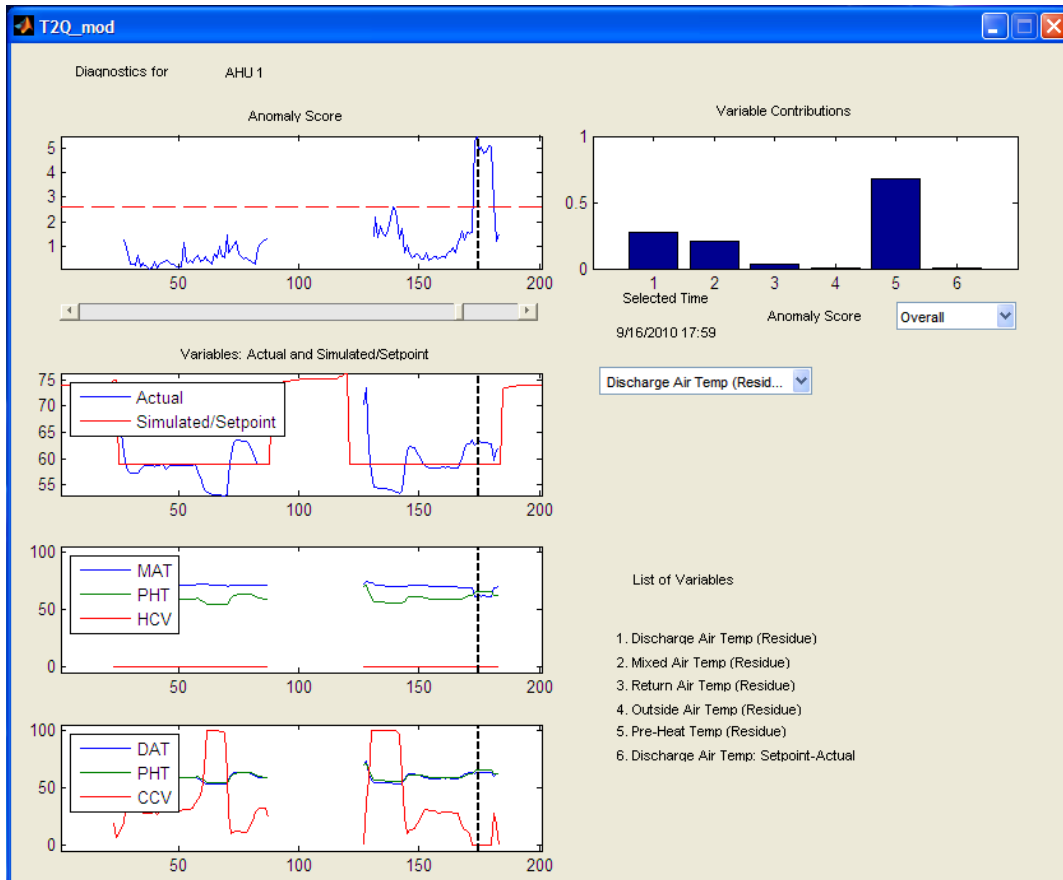 T2Q_mod
Diagnostics for AHU 1
Anomaly Score
5
4
3
2
1
50 100 150 200
Variable Contributions
1
0.5
0
1 2 3 4 5 6
Selected Time
9/16/2010 17:59
Anomaly Score Overall
Discharge Air Temp (Resid...
Variables: Actual and Simulated/Setpoint
75
70
65
60
55
Actual
Simulated/Setpoint
50 100 150 200
100
50
0
MAT
PHT
HCV
50 100 150 200
100
50
0
DAT
PHT
CCV
50 100 150 200
List of Variables
1. Discharge Air Temp (Residue)
2. Mixed Air Temp (Residue)
3. Return Air Temp (Residue)
4. Outside Air Temp (Residue)
5. Pre-Heat Temp (Residue)
6. Discharge Air Temp: Setpoint-Actual